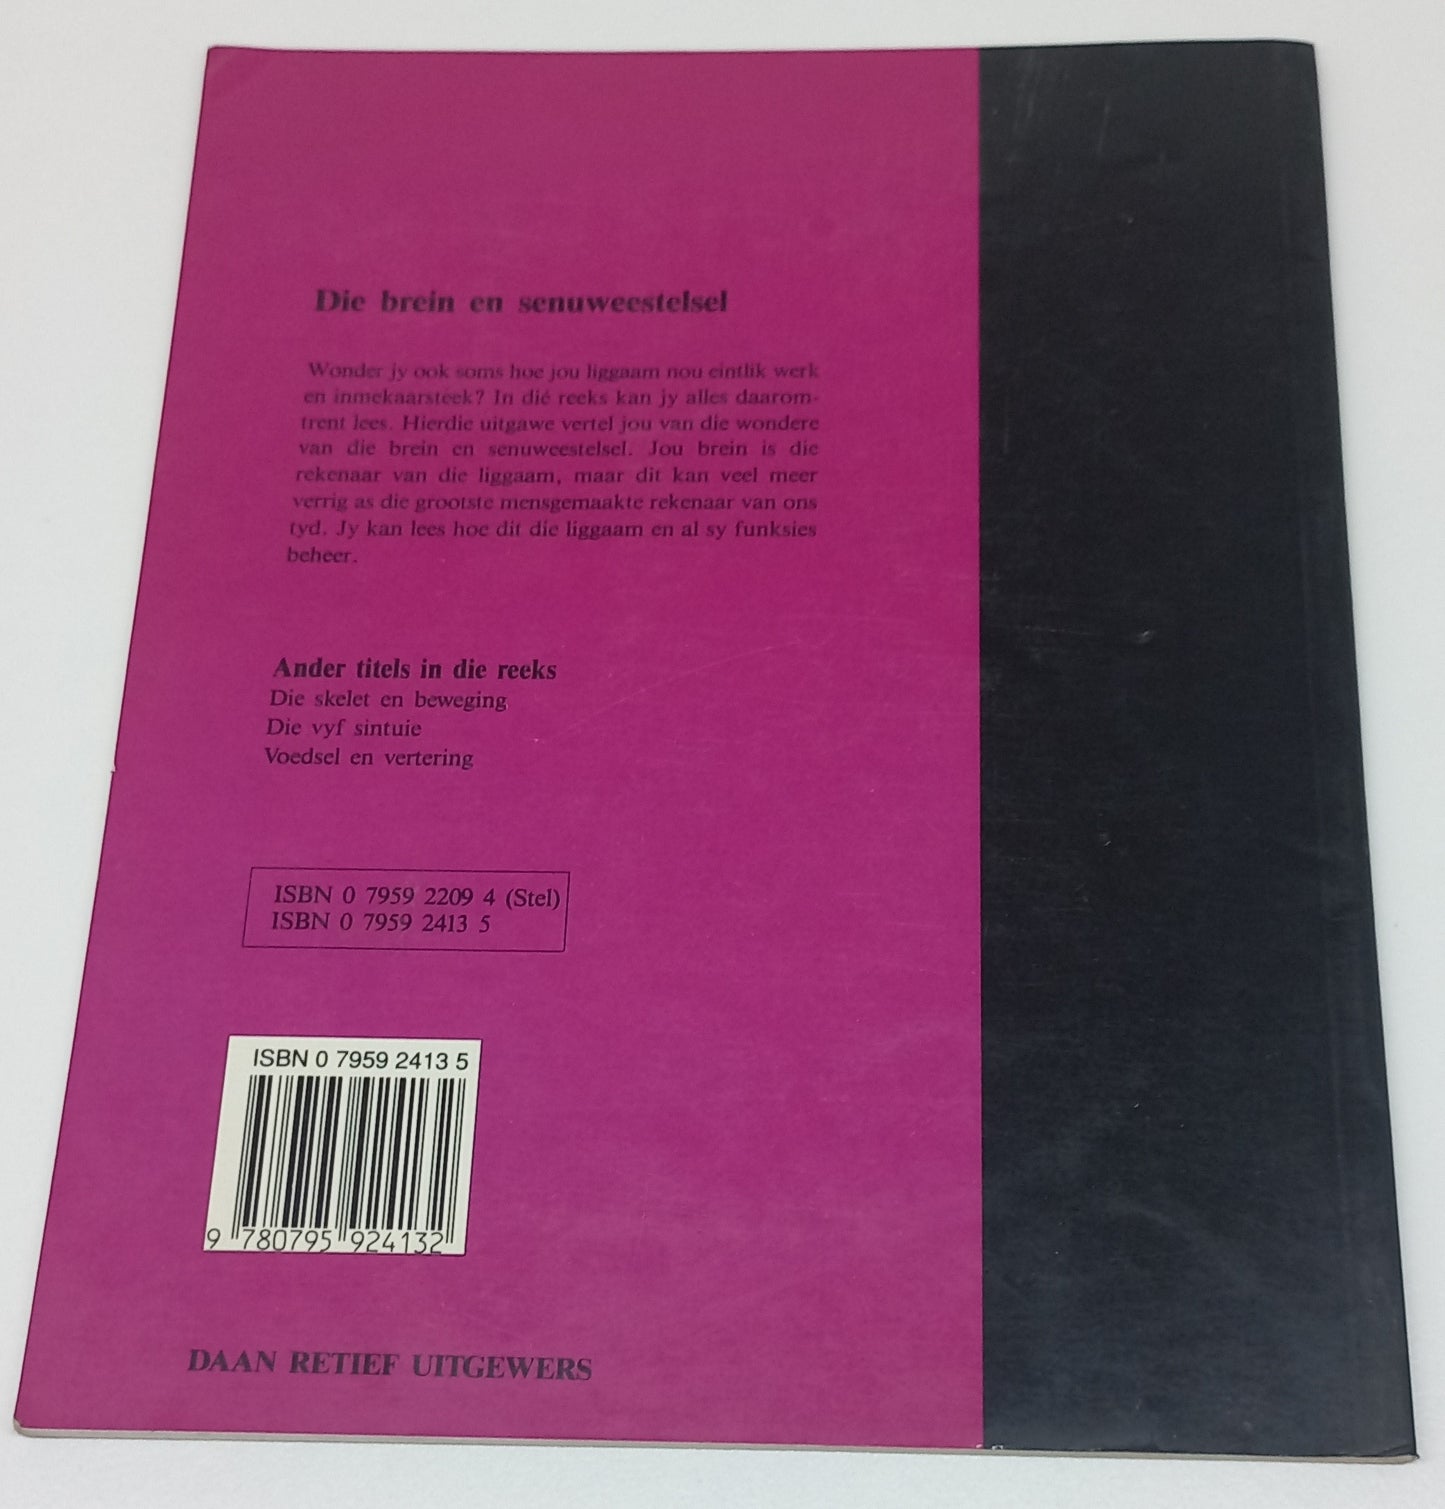 Die brein en senuweestelsel
Wonder jy ook soms hoe jou liggaam nou eintlik werk
en inmekaarsteek? In dié reeks kan jy alles daarom-
trent lees. Hierdie uitgawe vertel jou van die wondere
van die brein en senuweestelsel. Jou brein is die
rekenaar van die liggaam, maar dit kan veel meer
verrig as die grootste mensgemaakte rekenaar van ons
tyd. Jy kan lees hoe dit die liggaam en al sy funksies
beheer.
Ander titels in die reeks
Die skelet en beweging
Die vyf sintuie
Voedsel en vertering
ISBN 0 7959 2209 4 (Stel)
ISBN 0 7959 2413 5
ISBN 0 7959 2413 5
9 780795 924132
DAAN RETIEF UITGEWERS